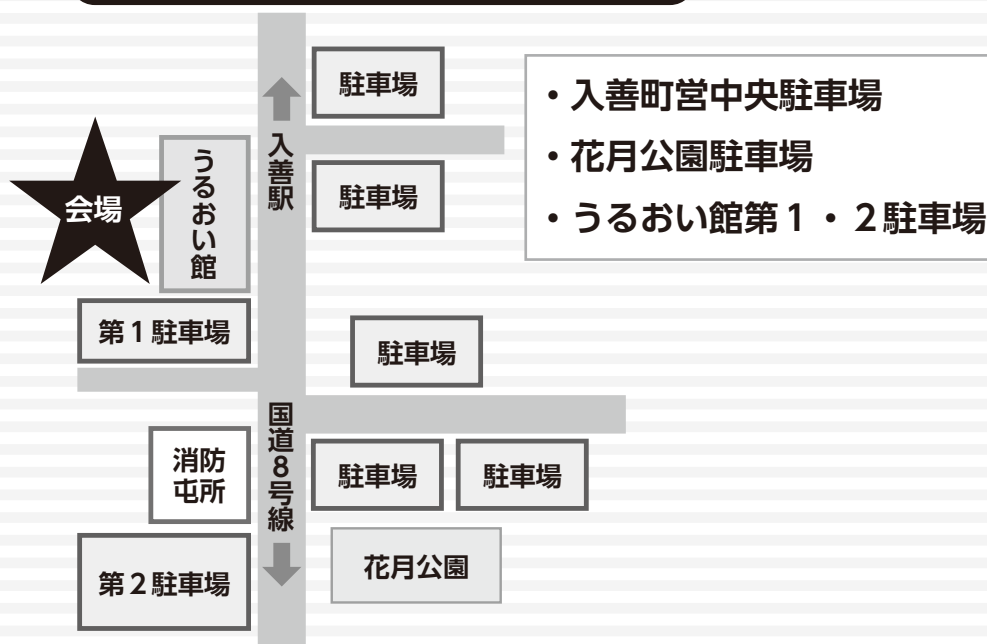 駐車場
・入善町営中央駐車場
・花月公園駐車場
・うるおい館第1・2駐車場
入善駅
駐車場
うるおい館
会場
第1駐車場
駐車場
国道8号線
消防
屯所
駐車場
駐車場
第2駐車場
花月公園